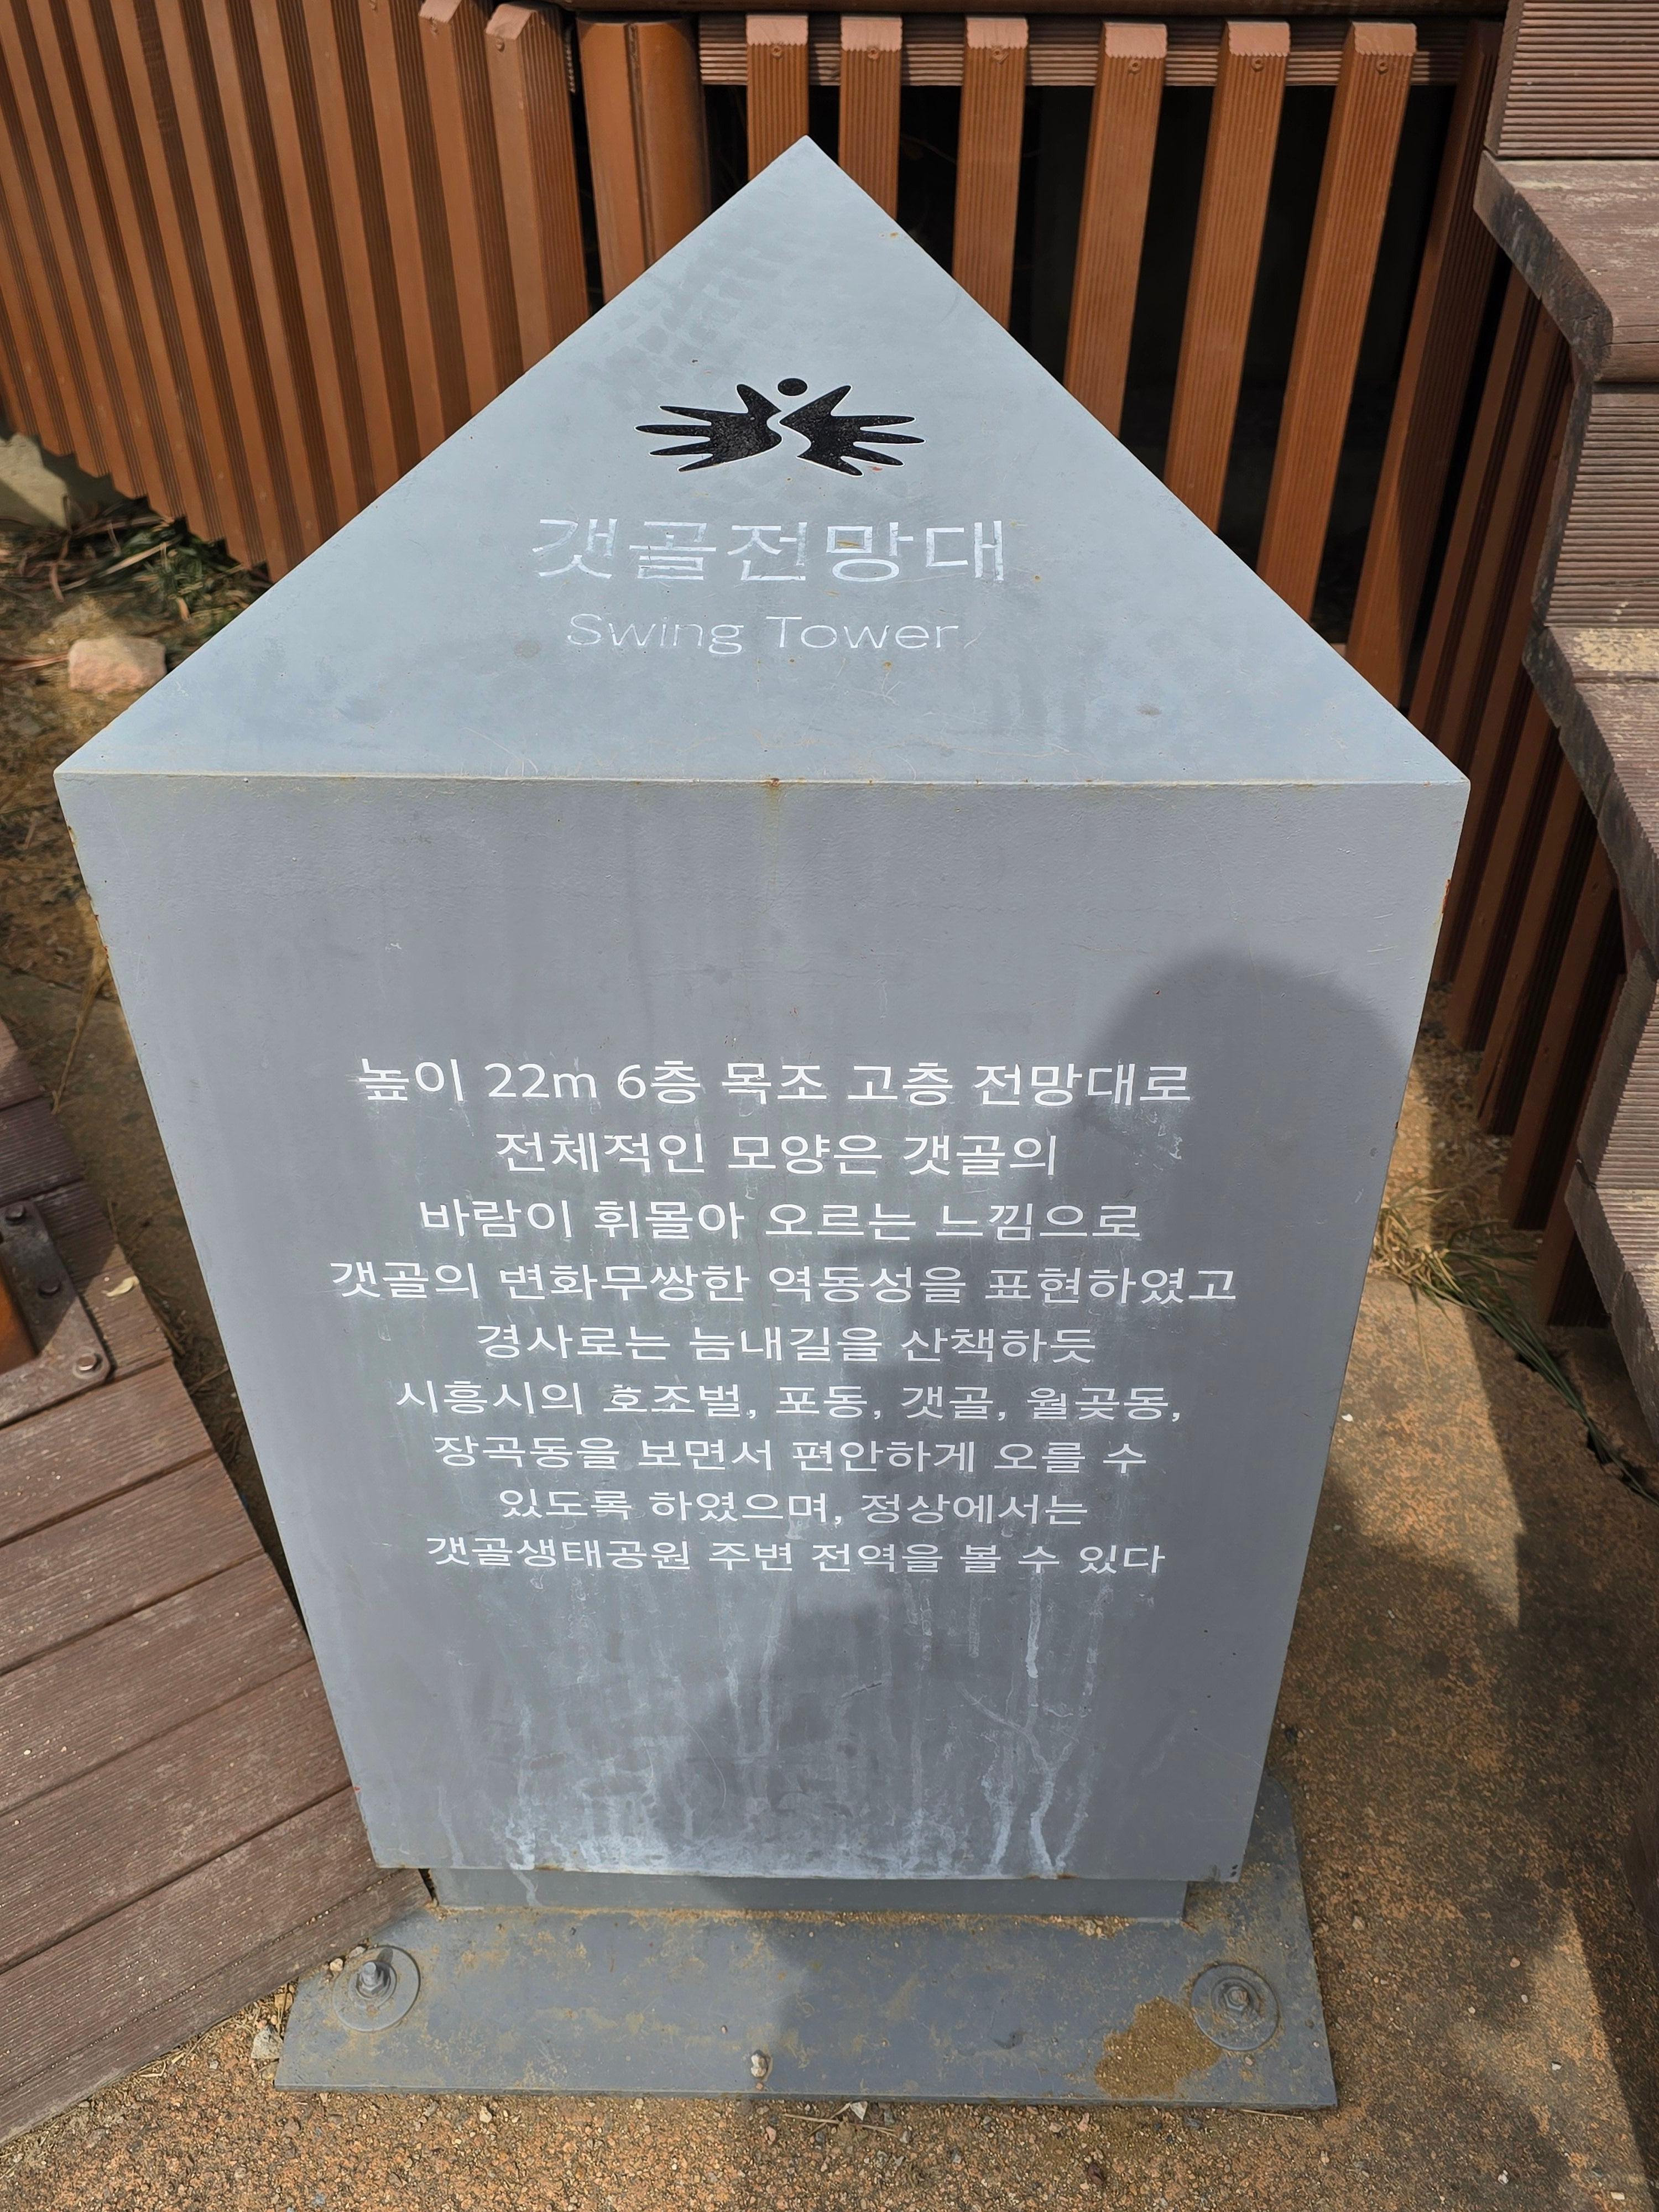 갯골전망대
Swing Tower
높이 22m 6층 목조 고층 전망대로
전체적인 모양은 갯골의
바람이 휘몰아 오르는 느낌으로
갯골의 변화무쌍한 역동성을 표현하였고
경사로는 늠내길을 산책하듯
시흥시의 호조벌, 포동, 갯골, 월곶동,
장곡동을 보면서 편안하게 오를 수
있도록 하였으며, 정상에서는
갯골생태공원 주변 전역을 볼 수 있다